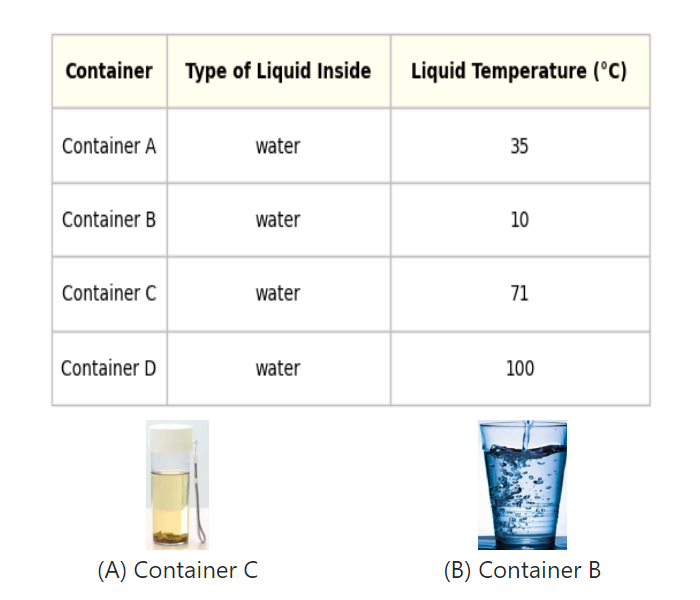 Container Type of Liquid Inside Liquid Temperature (°C)
Container A water 35
Container B water 10
Container C water 71
Container D water 100
(A) Container C (B) Container B